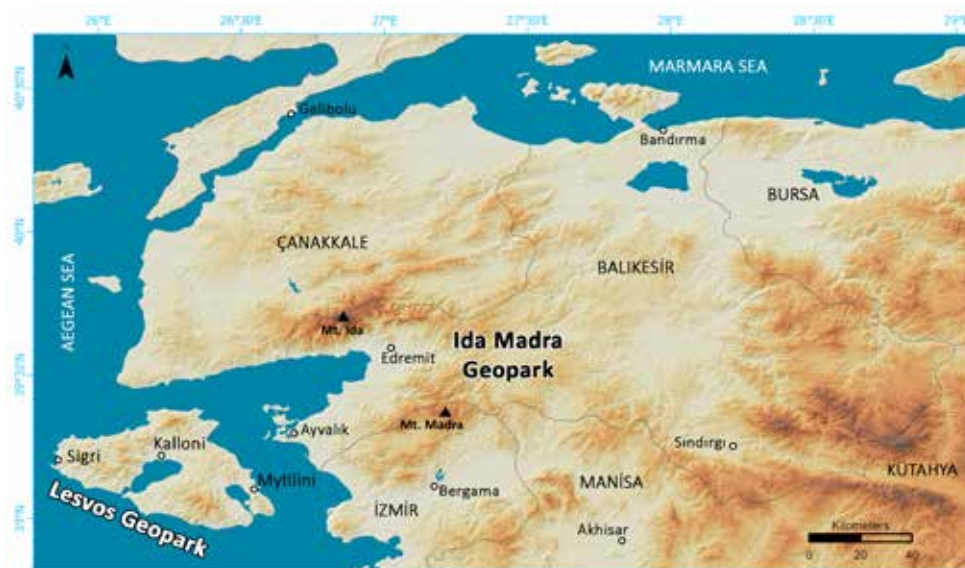 26°E
26°30'E
27°E
27°30'E
28°E
28°30'E
40°30'N
40°N
39°30'N
39°N
MARMARA SEA
Gelibolu
Bandırma
BURSA
ÇANAKKALE
BALIKESİR
AEGEAN SEA
Mt. Ida
Edremit
Ida Madra
Geopark
Mt. Madra
Ayvalık
Sındırgı
Sigri
Kalloni
Mytilini
Lesvos Geopark
Bergama
İZMİR
MANİSA
KÜTAHYA
Akhisar
Kilometers
0 20 40